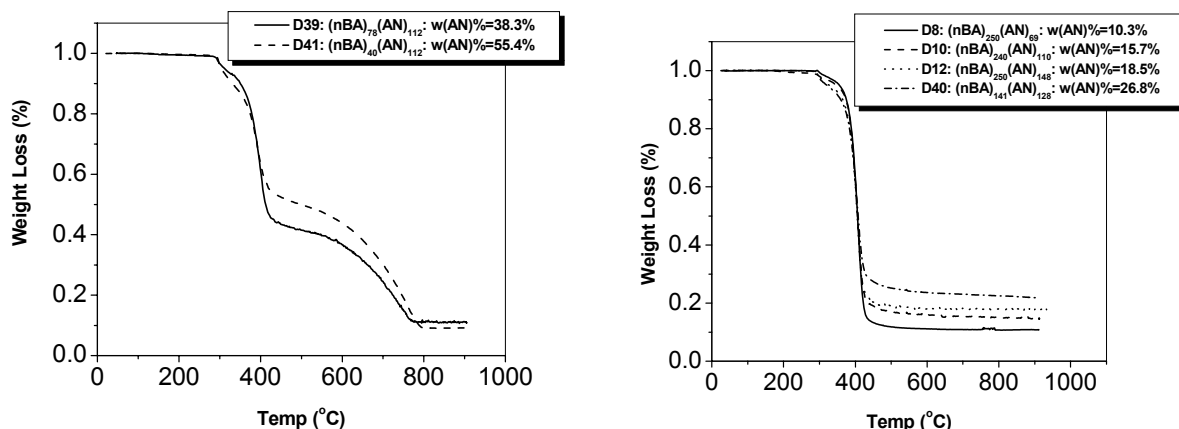 D39: (nBA)78(AN)112: w(AN)%=38.3%
D41: (nBA)40(AN)112: w(AN)%=55.4%
1.0
0.8
0.6
0.4
0.2
0.0
Weight Loss (%)
0 200 400 600 800 1000
Temp (°C)
D8: (nBA)250(AN)69: w(AN)%=10.3%
D10: (nBA)240(AN)110: w(AN)%=15.7%
D12: (nBA)250(AN)148: w(AN)%=18.5%
D40: (nBA)141(AN)128: w(AN)%=26.8%
1.0
0.8
0.6
0.4
0.2
0.0
Weight Loss (%)
0 200 400 600 800 1000
Temp (°C)